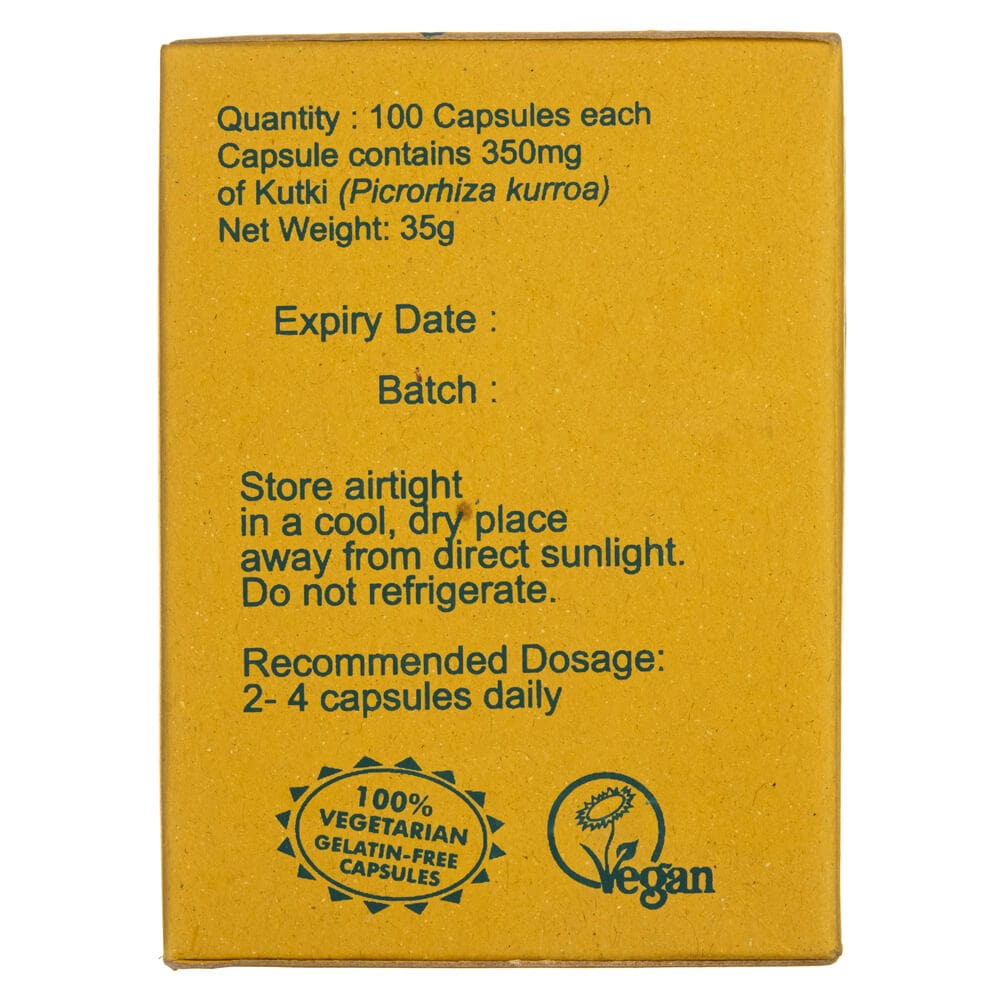 Quantity : 100 Capsules each
Capsule contains 350mg
of Kutki (Picrorhiza kurroa)
Net Weight: 35g
Expiry Date :
Batch :
Store airtight
in a cool, dry place
away from direct sunlight.
Do not refrigerate.
Recommended Dosage:
2- 4 capsules daily
100%
VEGETARIAN
GELATIN-FREE
CAPSULES
Vegan